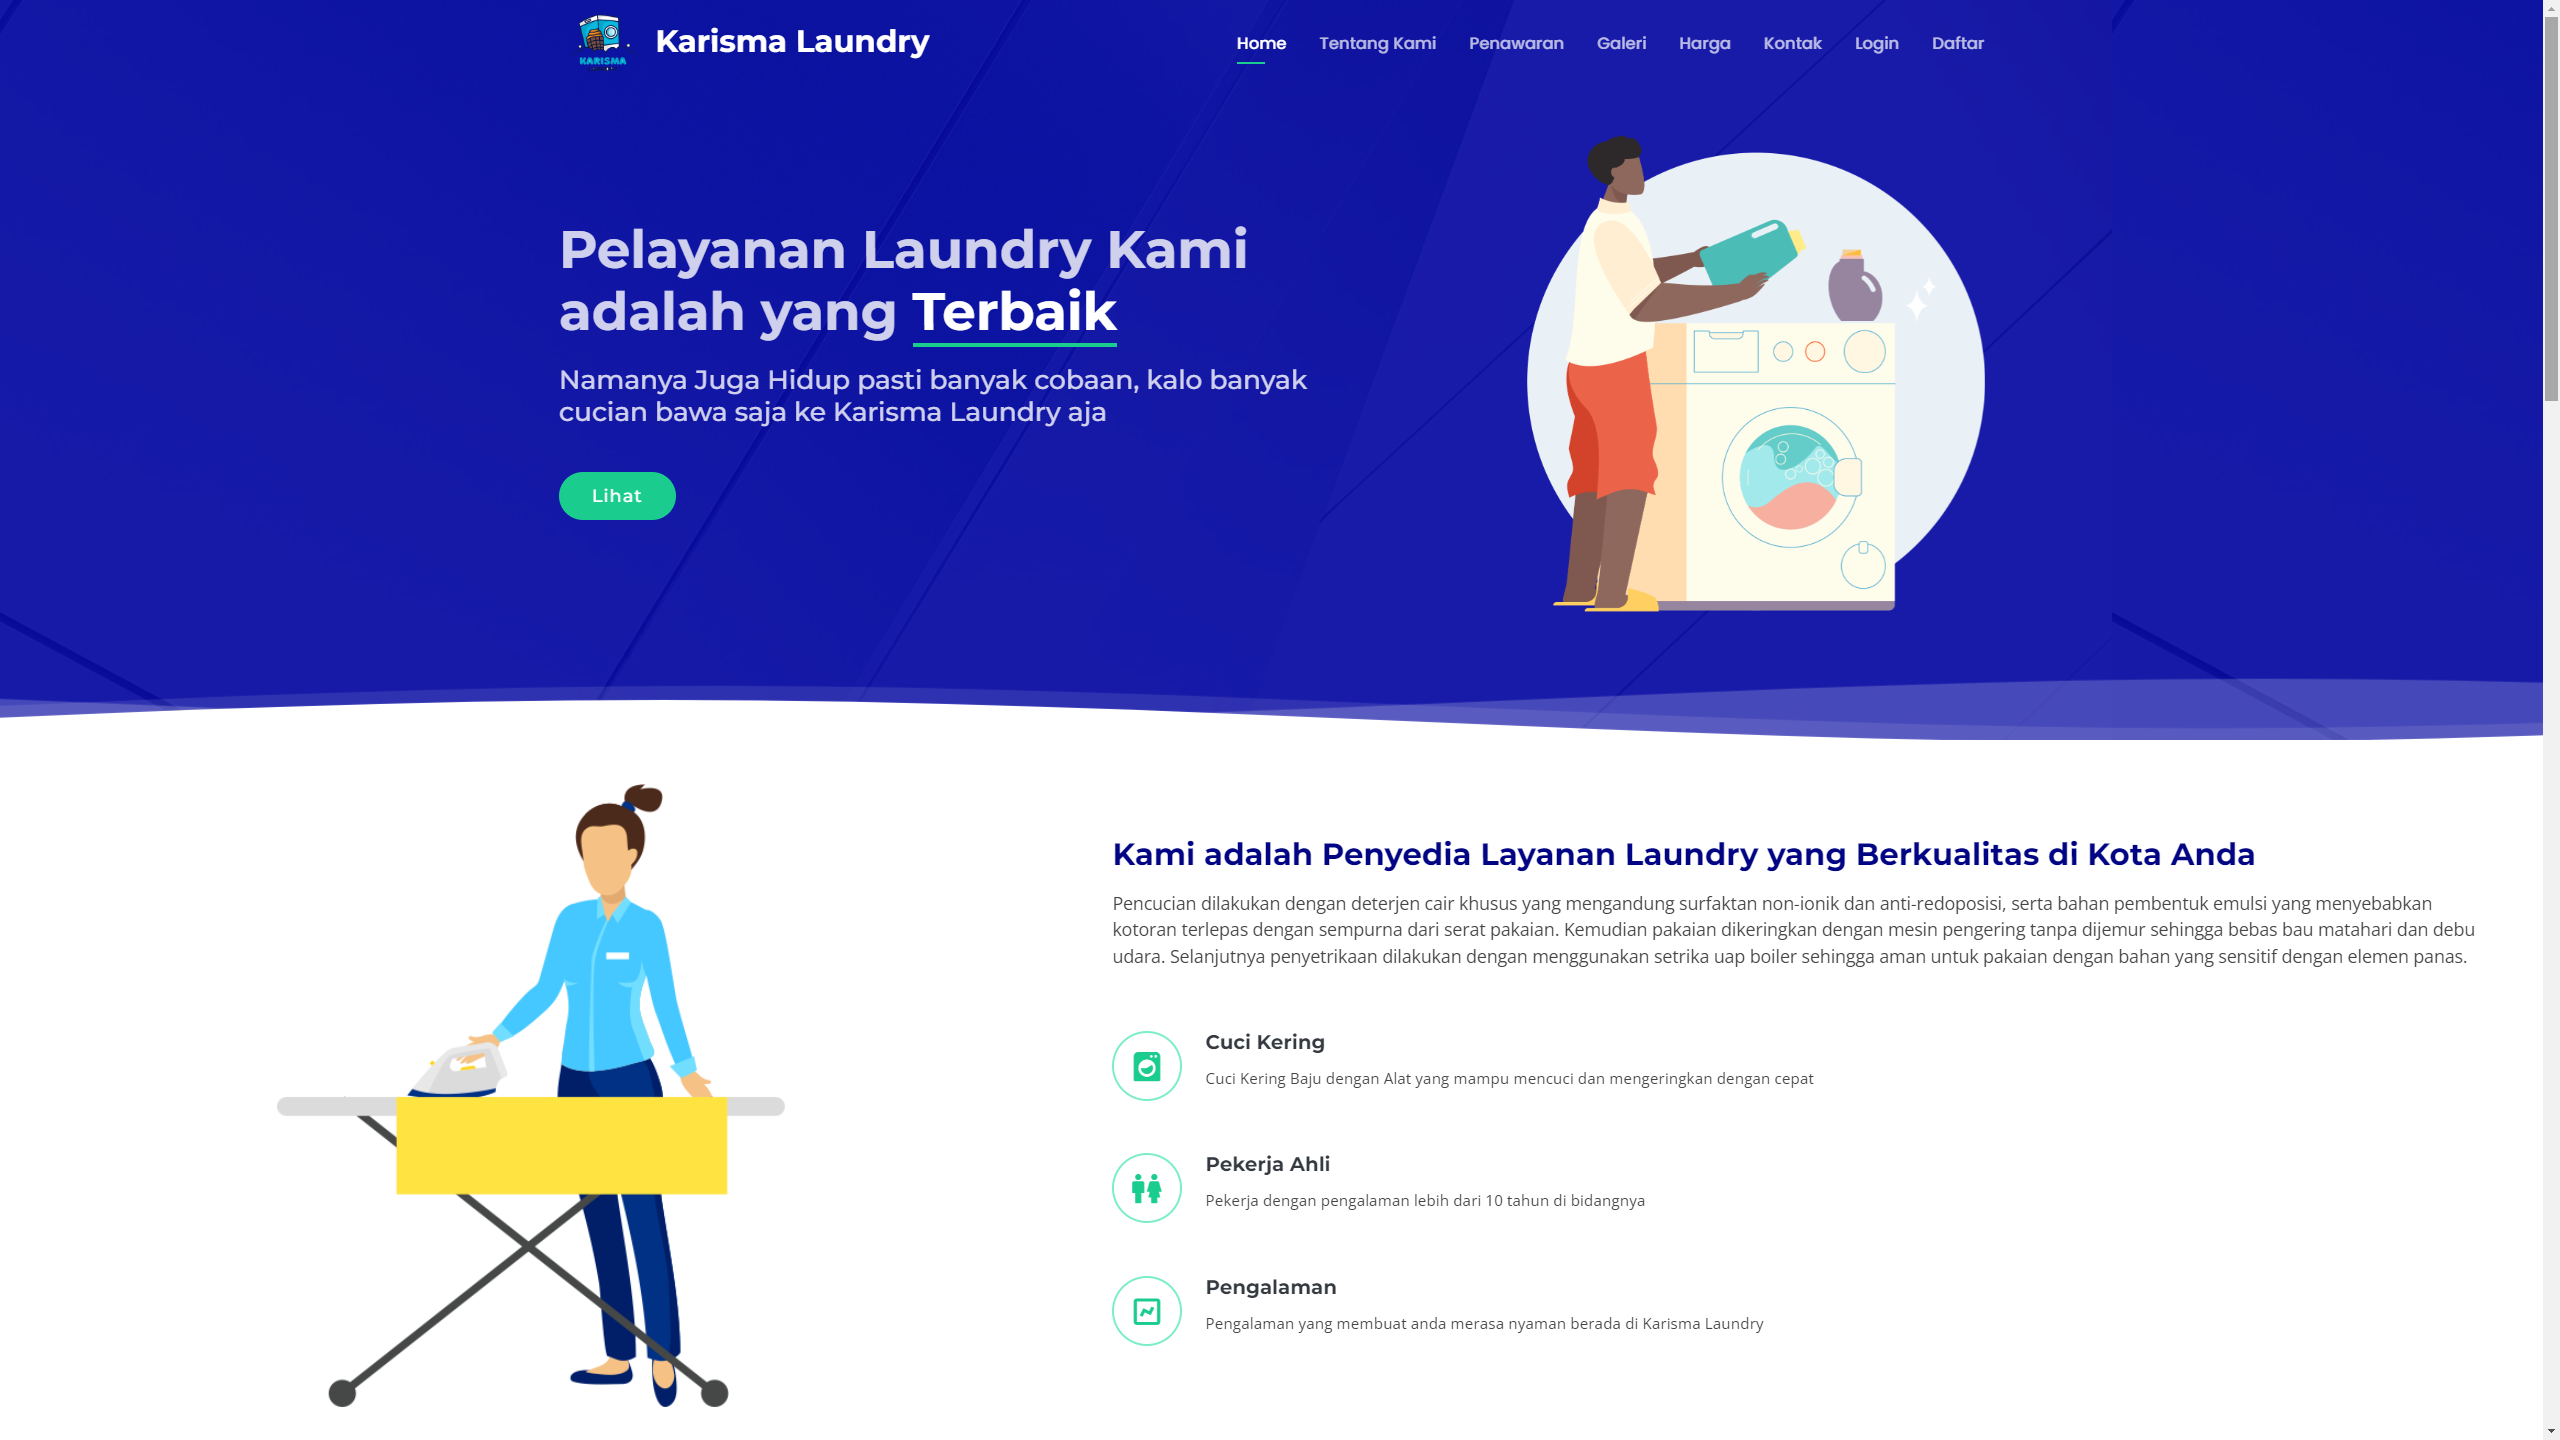 KARISMA
Karisma Laundry
Home Tentang Kami Penawaran Galeri Harga Kontak Login Daftar
Pelayanan Laundry Kami
adalah yang Terbaik
Namanya Juga Hidup pasti banyak cobaan, kalo banyak
cucian bawa saja ke Karisma Laundry aja
Lihat
Kami adalah Penyedia Layanan Laundry yang Berkualitas di Kota Anda
Pencucian dilakukan dengan deterjen cair khusus yang mengandung surfaktan non-ionik dan anti-redoposisi, serta bahan pembentuk emulsi yang menyebabkan
kotoran terlepas dengan sempurna dari serat pakaian. Kemudian pakaian dikeringkan dengan mesin pengering tanpa dijemur sehingga bebas bau matahari dan debu
udara. Selanjutnya penyetrikaan dilakukan dengan menggunakan setrika uap boiler sehingga aman untuk pakaian dengan bahan yang sensitif dengan elemen panas.
Cuci Kering
Cuci Kering Baju dengan Alat yang mampu mencuci dan mengeringkan dengan cepat
Pekerja Ahli
Pekerja dengan pengalaman lebih dari 10 tahun di bidangnya
Pengalaman
Pengalaman yang membuat anda merasa nyaman berada di Karisma Laundry